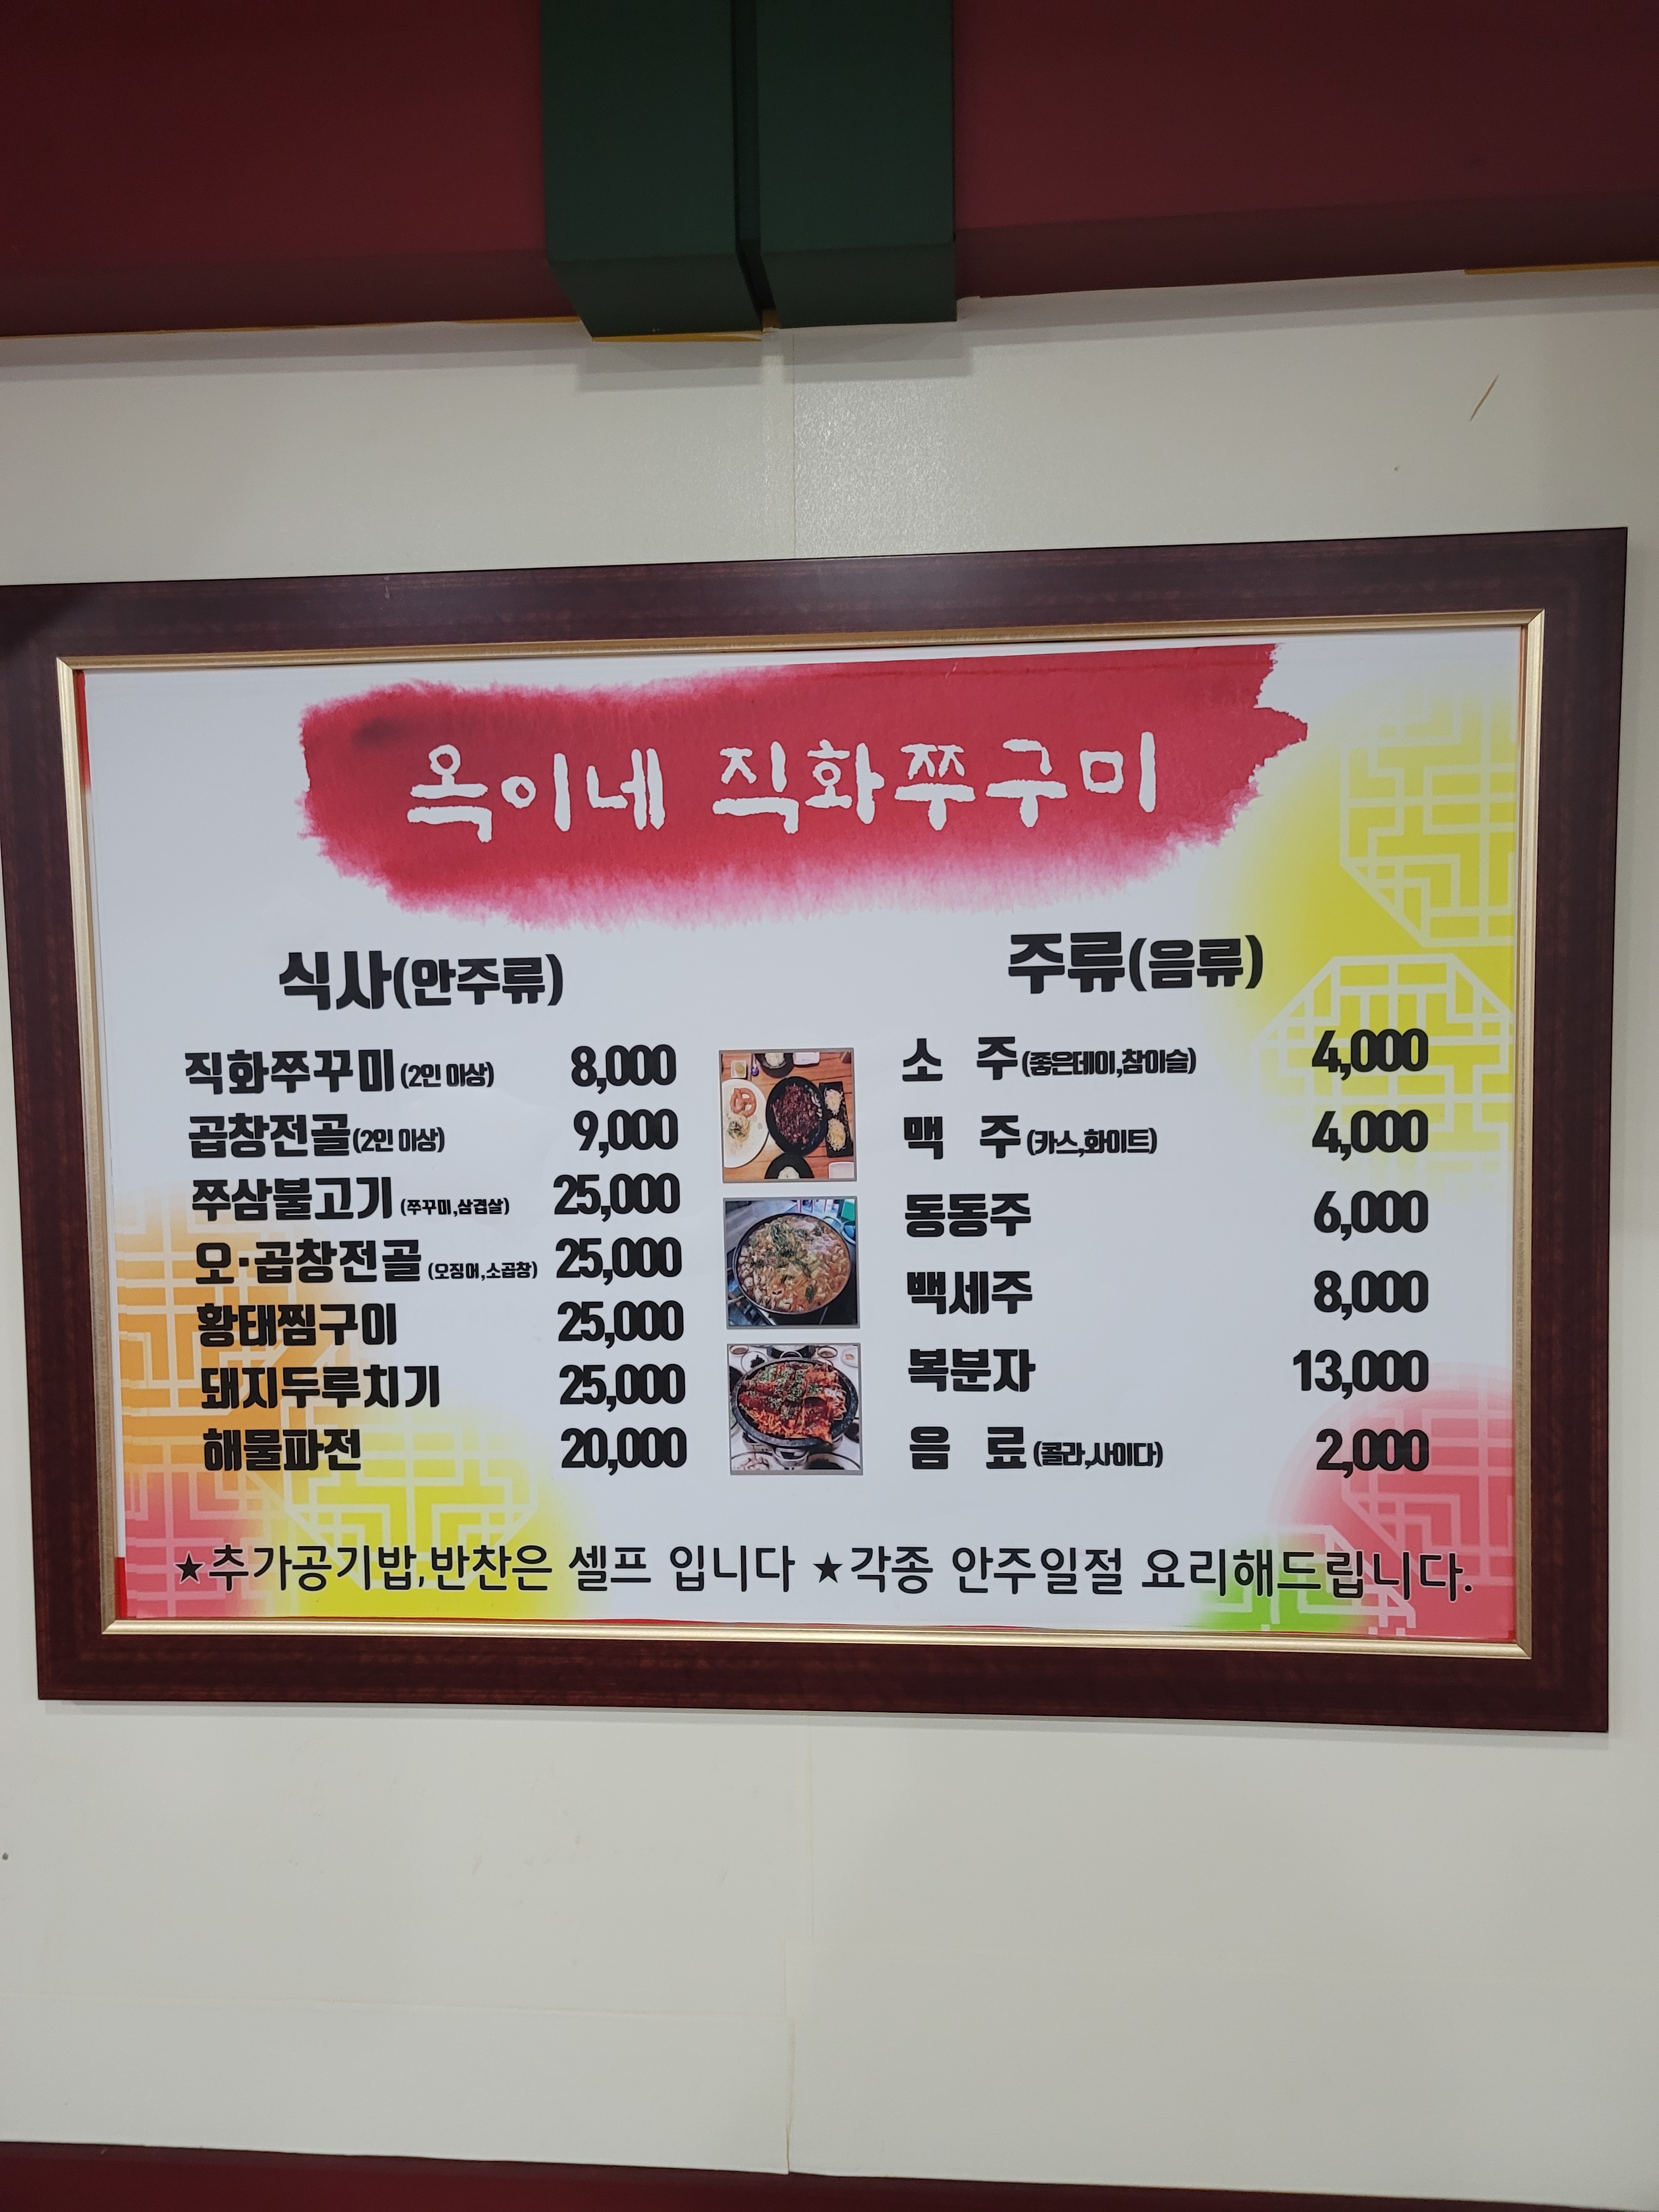 옥이네 직화쭈구미
식사(안주류)
직화쭈꾸미(2인 이상) 8,000
곱창전골(2인 이상) 9,000
쭈삼불고기(쭈꾸미,삼겹살) 25,000
오·곱창전골(오징어,소곱창) 25,000
황태찜구이 25,000
돼지두루치기 25,000
해물파전 20,000
주류(음류)
소 주(좋은데이,참이슬) 4,000
맥 주(카스,화이트) 4,000
동동주 6,000
백세주 8,000
복분자 13,000
음 료(콜라,사이다) 2,000
★추가공기밥,반찬은 셀프 입니다 ★각종 안주일절 요리해드립니다.